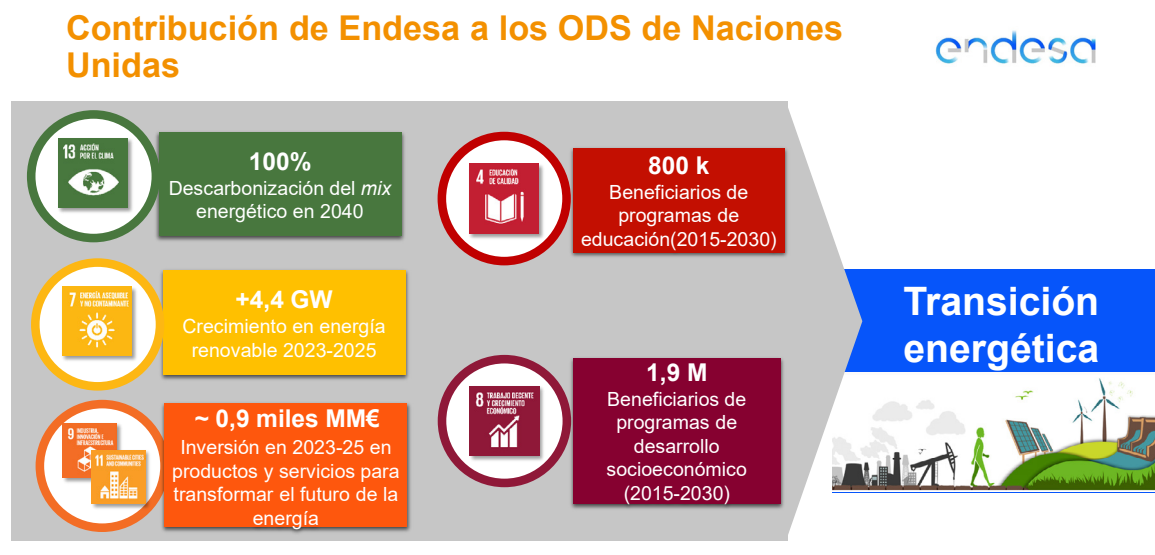 Contribución de Endesa a los ODS de Naciones
Unidas
endesa
13 ACCIÓN
POR EL CLIMA
100%
Descarbonización del mix
energético en 2040
4 EDUCACIÓN
DE CALIDAD
800 k
Beneficiarios de
programas de
educación(2015-2030)
7 ENERGÍA ASEQUIBLE
Y NO CONTAMINANTE
+4,4 GW
Crecimiento en energía
renovable 2023-2025
Transición
energética
9 INDUSTRIA,
INNOVACIÓN E
INFRAESTRUCTURA
11 SUSTAINABLE CITIES
AND COMMUNITIES
~ 0,9 miles MM€
Inversión en 2023-25 en
productos y servicios para
transformar el futuro de la
energía
8 TRABAJO DECENTE
Y CRECIMIENTO
ECONÓMICO
1,9 M
Beneficiarios de
programas de
desarrollo
socioeconómico
(2015-2030)